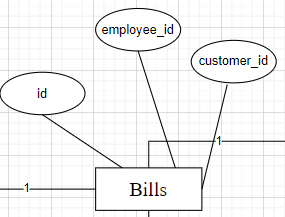 employee_id
customer_id
id
1
1
Bills